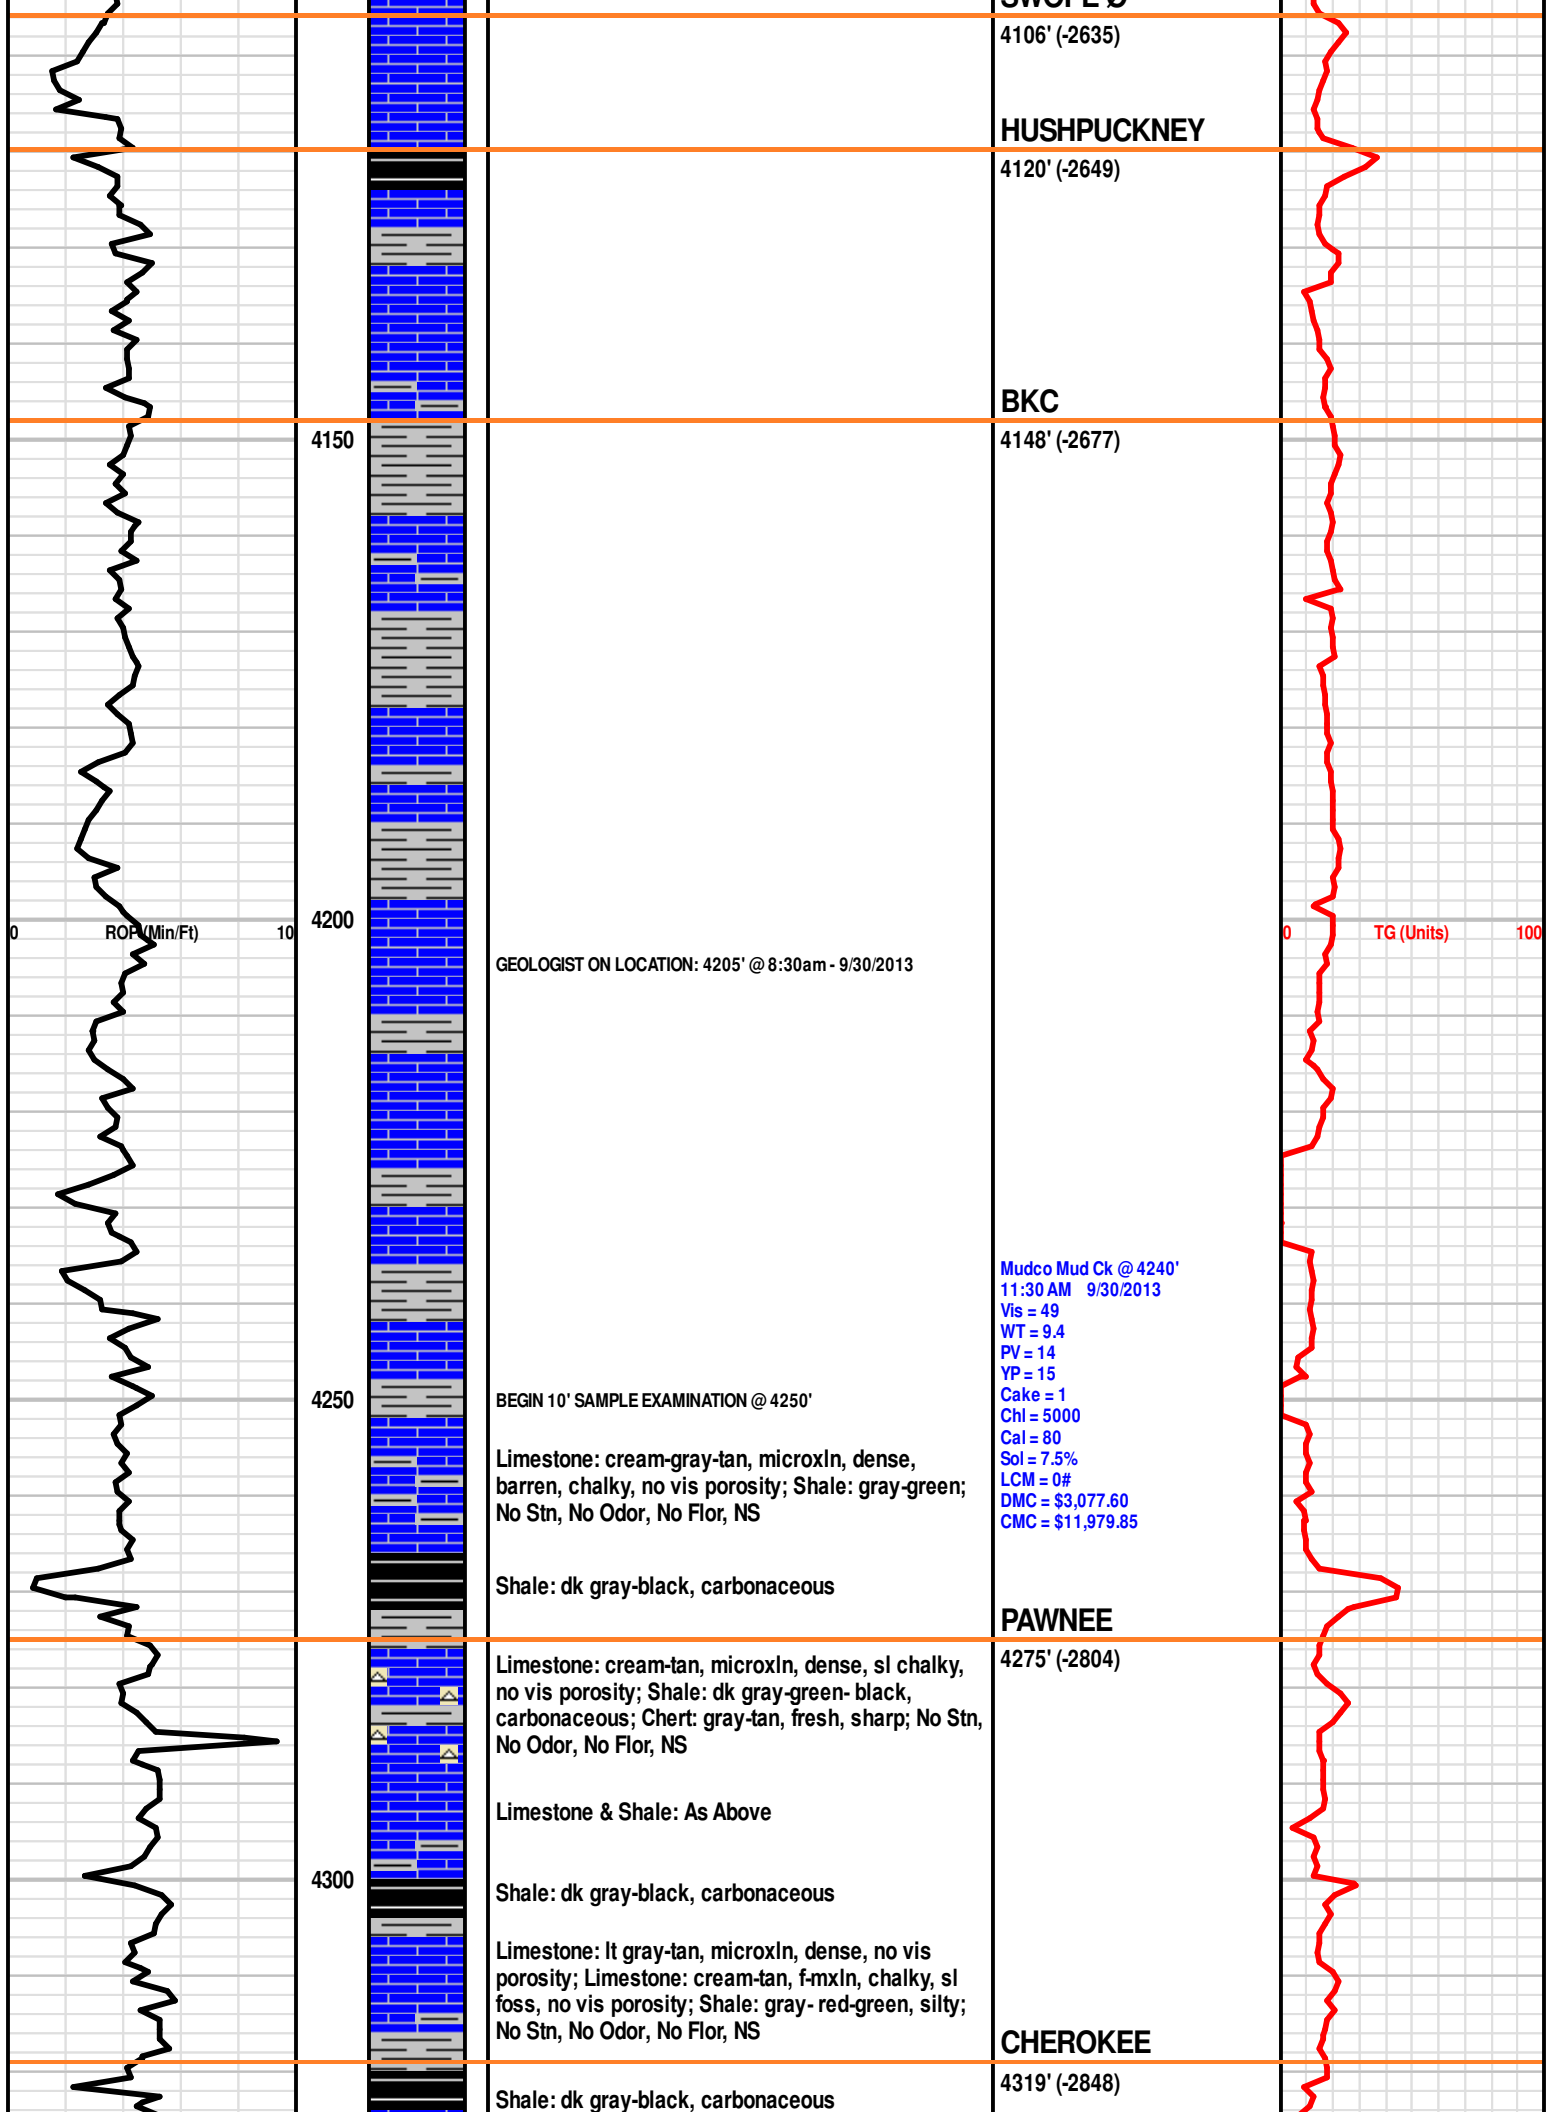 SWOPE Ø
4106' (-2635)
HUSHPUCKNEY
4120' (-2649)
BKC
4150
4148' (-2677)
4200
0 ROP (Min/Ft) 10
0 TG (Units) 100
GEOLOGIST ON LOCATION: 4205' @ 8:30am - 9/30/2013
Mudco Mud Ck @ 4240'
11:30 AM 9/30/2013
Vis = 49
WT = 9.4
PV = 14
YP = 15
Cake = 1
Chl = 5000
Cal = 80
Sol = 7.5%
LCM = 0#
DMC = $3,077.60
CMC = $11,979.85
4250
BEGIN 10' SAMPLE EXAMINATION @ 4250'
Limestone: cream-gray-tan, microxln, dense,
barren, chalky, no vis porosity; Shale: gray-green;
No Stn, No Odor, No Flor, NS
Shale: dk gray-black, carbonaceous
PAWNEE
4275' (-2804)
Limestone: cream-tan, microxln, dense, sl chalky,
no vis porosity; Shale: dk gray-green- black,
carbonaceous; Chert: gray-tan, fresh, sharp; No Stn,
No Odor, No Flor, NS
Limestone & Shale: As Above
4300
Shale: dk gray-black, carbonaceous
Limestone: lt gray-tan, microxln, dense, no vis
porosity; Limestone: cream-tan, f-mxln, chalky, sl
foss, no vis porosity; Shale: gray- red-green, silty;
No Stn, No Odor, No Flor, NS
CHEROKEE
4319' (-2848)
Shale: dk gray-black, carbonaceous